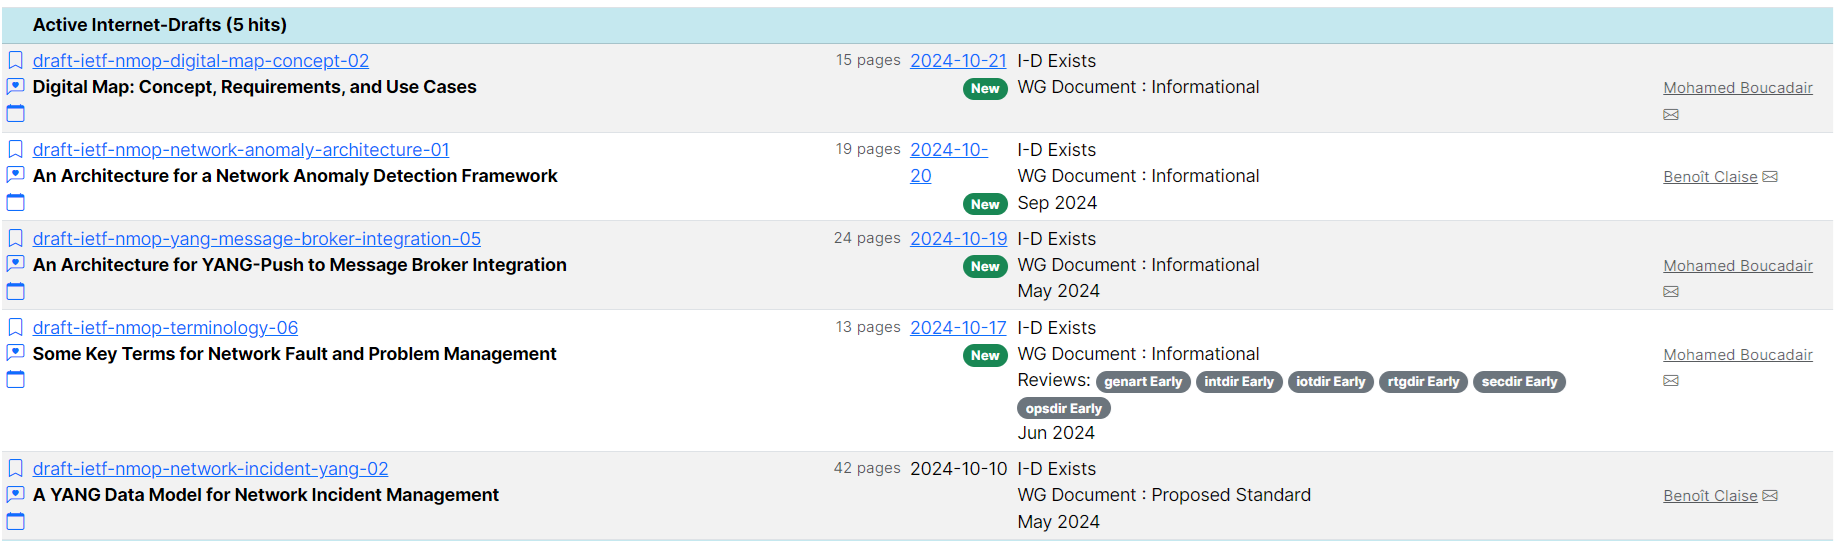 Active Internet-Drafts (5 hits)
draft-ietf-nmop-digital-map-concept-02
Digital Map: Concept, Requirements, and Use Cases
15 pages
2024-10-21
New
I-D Exists
WG Document : Informational
Mohamed Boucadair
draft-ietf-nmop-network-anomaly-architecture-01
An Architecture for a Network Anomaly Detection Framework
19 pages
2024-10-
20
New
I-D Exists
WG Document : Informational
Sep 2024
Benoît Claise
draft-ietf-nmop-yang-message-broker-integration-05
An Architecture for YANG-Push to Message Broker Integration
24 pages
2024-10-19
New
I-D Exists
WG Document : Informational
May 2024
Mohamed Boucadair
draft-ietf-nmop-terminology-06
Some Key Terms for Network Fault and Problem Management
13 pages
2024-10-17
New
I-D Exists
WG Document : Informational
Reviews: genart Early intdir Early iotdir Early rtgdir Early secdir Early
opsdir Early
Jun 2024
Mohamed Boucadair
draft-ietf-nmop-network-incident-yang-02
A YANG Data Model for Network Incident Management
42 pages
2024-10-10
I-D Exists
WG Document : Proposed Standard
May 2024
Benoît Claise